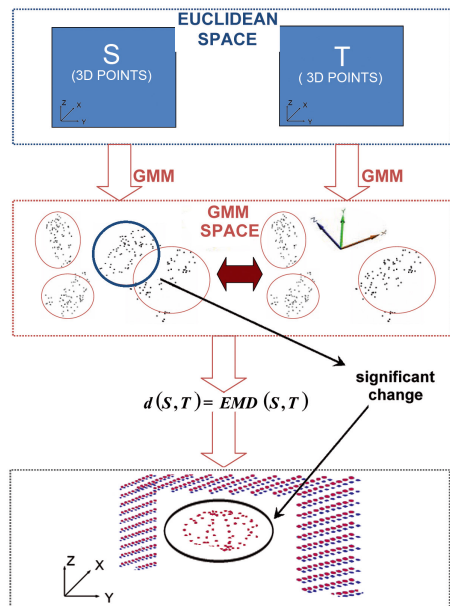 EUCLIDEAN
SPACE
S
(3D POINTS)
Z
X
Y
T
( 3D POINTS)
Z
X
Y
GMM
GMM
GMM
SPACE
significant
change
d(S,T)= EMD (S,T)
Z
X
Y